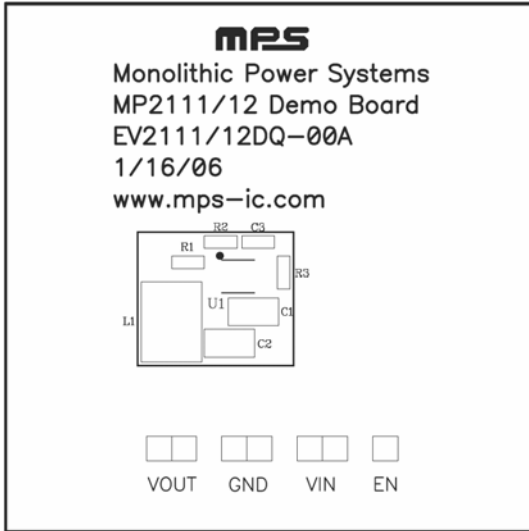 mps
Monolithic Power Systems
MP2111/12 Demo Board
EV2111/12DQ-00A
1/16/06
www.mps-ic.com
R2 C3
R1
R3
U1
C1
L1
C2
VOUT GND VIN EN